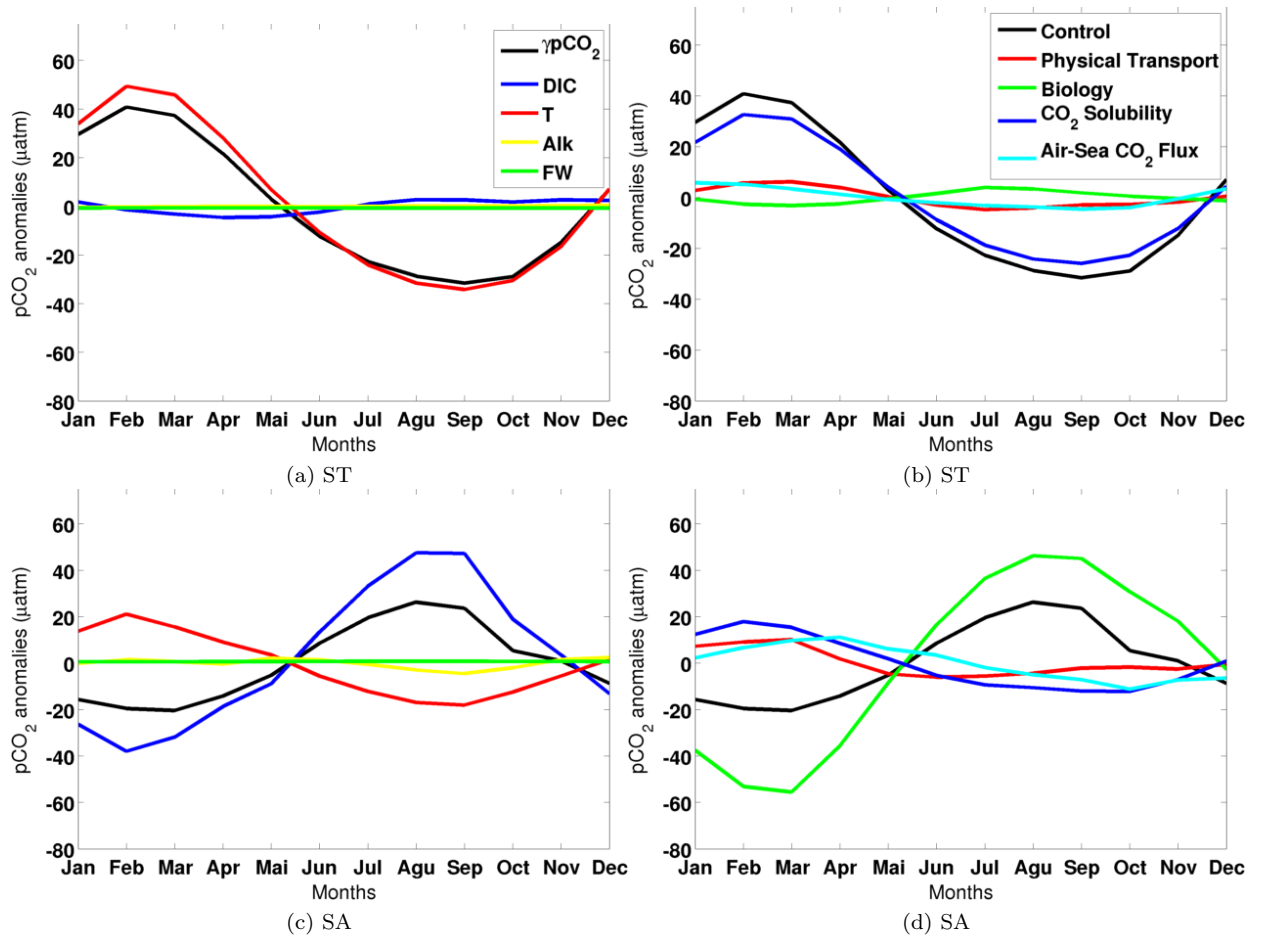 60
40
20
0
-20
-40
-60
-80
pCO2 anomalies (µatm)
γpCO2
DIC
T
Alk
FW
Jan Feb Mar Apr Mai Jun Jul Agu Sep Oct Nov Dec
Months
(a) ST
60
40
20
0
-20
-40
-60
-80
pCO2 anomalies (µatm)
Control
Physical Transport
Biology
CO2 Solubility
Air-Sea CO2 Flux
Jan Feb Mar Apr Mai Jun Jul Agu Sep Oct Nov Dec
Months
(b) ST
60
40
20
0
-20
-40
-60
-80
pCO2 anomalies (µatm)
Jan Feb Mar Apr Mai Jun Jul Agu Sep Oct Nov Dec
Months
(c) SA
60
40
20
0
-20
-40
-60
-80
pCO2 anomalies (µatm)
Jan Feb Mar Apr Mai Jun Jul Agu Sep Oct Nov Dec
Months
(d) SA